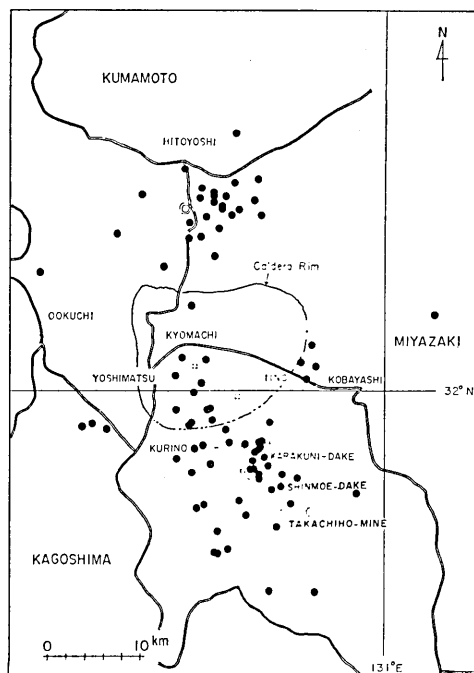 N
KUMAMOTO
HITOYOSHI
Caldera Rim
OOKUCHI
KYOMACHI
MIYAZAKI
YOSHIMATSU
KOBAYASHI
32°N
KURINO
KARAKUNI-DAKE
SHINMOE-DAKE
TAKACHIHO-MINE
KAGOSHIMA
0 10 km
131°E